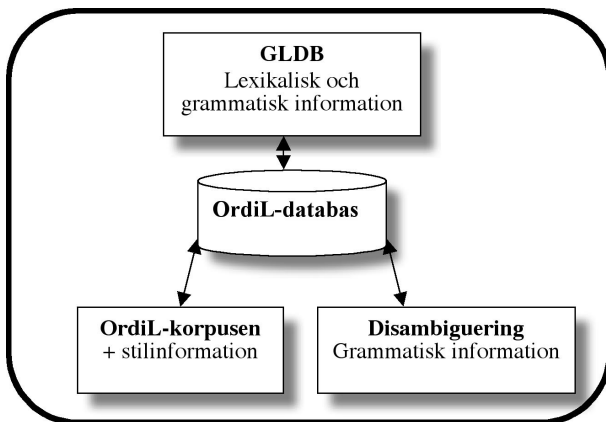 GLDB
Lexikalisk och
grammatisk information
OrdiL-databas
OrdiL-korpusen
+ stilinformation
Disambiguering
Grammatisk information